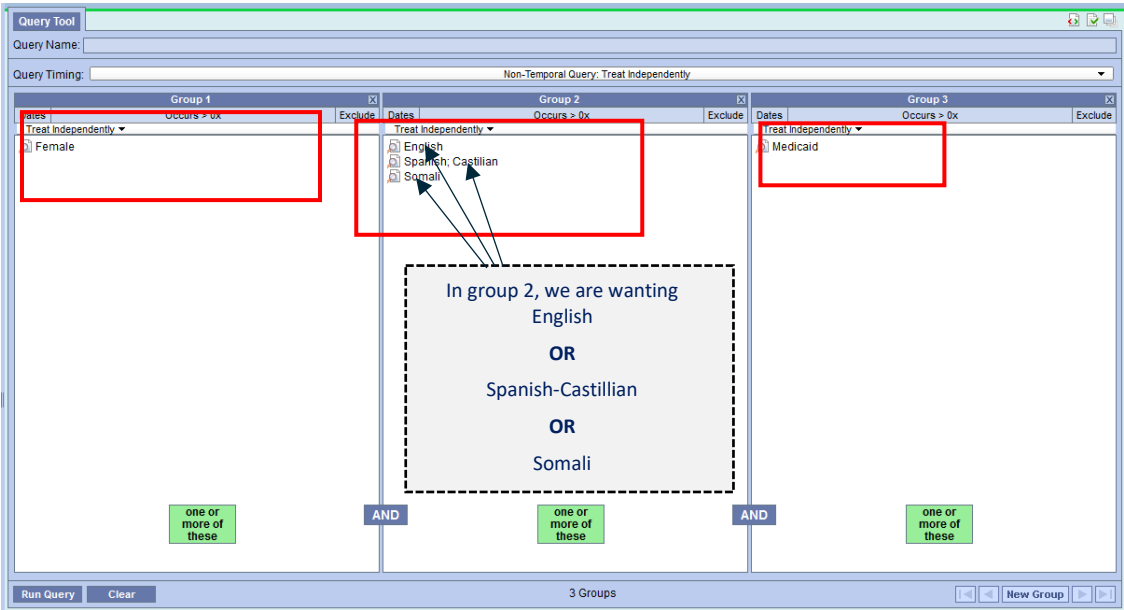 Query Tool
Query Name:
Query Timing: Non-Temporal Query: Treat Independently
Group 1 Group 2 Group 3
Dates Occurs > 0x Exclude Dates Occurs > 0x Exclude Dates Occurs > 0x Exclude
Treat Independently Treat Independently Treat Independently
Female English Medicaid
Spanish; Castilian
Somali
In group 2, we are wanting
English
OR
Spanish-Castillian
OR
Somali
one or more of these AND one or more of these AND one or more of these
Run Query Clear 3 Groups New Group